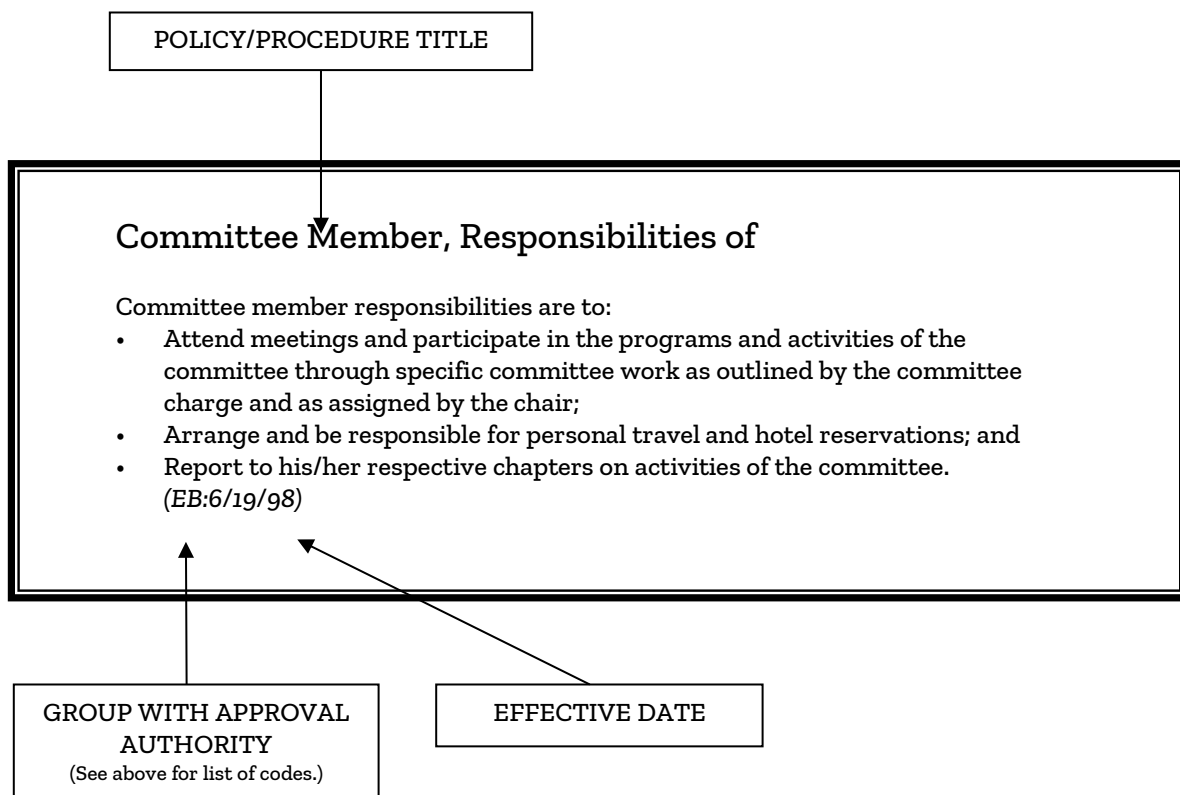 POLICY/PROCEDURE TITLE
Committee Member, Responsibilities of
Committee member responsibilities are to:
• Attend meetings and participate in the programs and activities of the
committee through specific committee work as outlined by the committee
charge and as assigned by the chair;
• Arrange and be responsible for personal travel and hotel reservations; and
• Report to his/her respective chapters on activities of the committee.
(EB:6/19/98)
GROUP WITH APPROVAL
AUTHORITY
(See above for list of codes.)
EFFECTIVE DATE